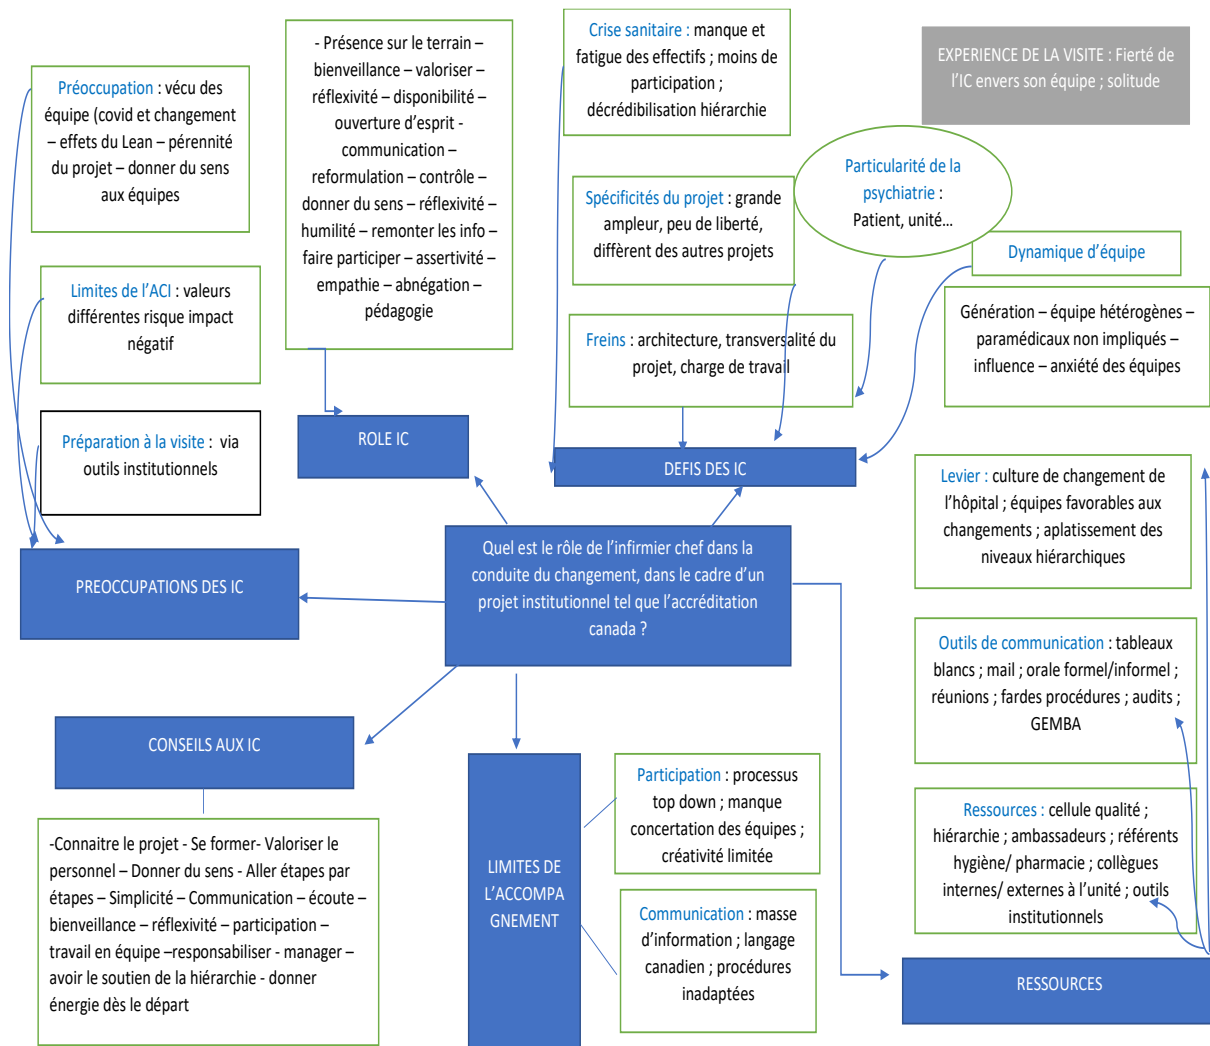 - Présence sur le terrain –
bienveillance – valoriser –
réflexivité – disponibilité –
ouverture d'esprit -
communication –
reformulation – contrôle –
donner du sens – réflexivité –
humilité – remonter les info –
faire participer – assertivité –
empathie – abnégation –
pédagogie
Crise sanitaire : manque et
fatigue des effectifs ; moins de
participation ;
décrédibilisation hiérarchie
EXPERIENCE DE LA VISITE : Fierté de
l'IC envers son équipe ; solitude
Préoccupation : vécu des
équipe (covid et changement
– effets du Lean – pérennité
du projet – donner du sens
aux équipes
Particularité de la
psychiatrie :
Patient, unité…
Spécificités du projet : grande
ampleur, peu de liberté,
diffèrent des autres projets
Dynamique d'équipe
Génération – équipe hétérogènes –
paramédicaux non impliqués –
influence – anxiété des équipes
Limites de l'ACI : valeurs
différentes risque impact
négatif
Freins : architecture, transversalité du
projet, charge de travail
Préparation à la visite : via
outils institutionnels
ROLE IC
DEFIS DES IC
Levier : culture de changement de
l'hôpital ; équipes favorables aux
changements ; aplatissement des
niveaux hiérarchiques
PREOCCUPATIONS DES IC
Quel est le rôle de l'infirmier chef dans la
conduite du changement, dans le cadre d'un
projet institutionnel tel que l'accréditation
canada ?
Outils de communication : tableaux
blancs ; mail ; orale formel/informel ;
réunions ; fardes procédures ; audits ;
GEMBA
CONSEILS AUX IC
Participation : processus
top down ; manque
concertation des équipes ;
créativité limitée
Ressources : cellule qualité ;
hiérarchie ; ambassadeurs ; référents
hygiène/ pharmacie ; collègues
internes/ externes à l'unité ; outils
institutionnels
-Connaitre le projet - Se former- Valoriser le
personnel – Donner du sens - Aller étapes par
étapes – Simplicité – Communication – écoute –
bienveillance – réflexivité – participation –
travail en équipe –responsabiliser - manager –
avoir le soutien de la hiérarchie - donner
énergie dès le départ
LIMITES DE
L'ACCOMPA
GNEMENT
Communication : masse
d'information ; langage
canadien ; procédures
inadaptées
RESSOURCES